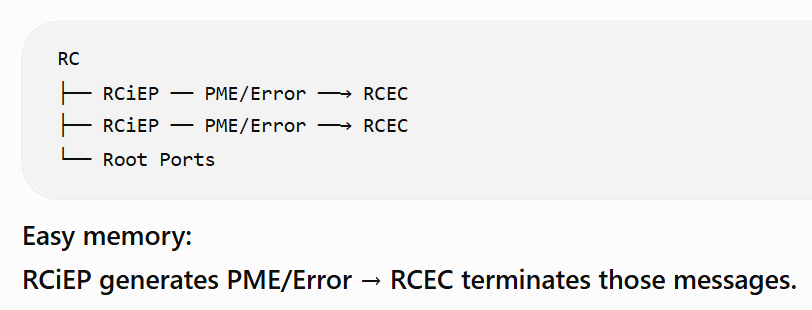 RC
├── RCiEP ── PME/Error ──→ RCEC
├── RCiEP ── PME/Error ──→ RCEC
└── Root Ports
Easy memory:
RCiEP generates PME/Error → RCEC terminates those messages.